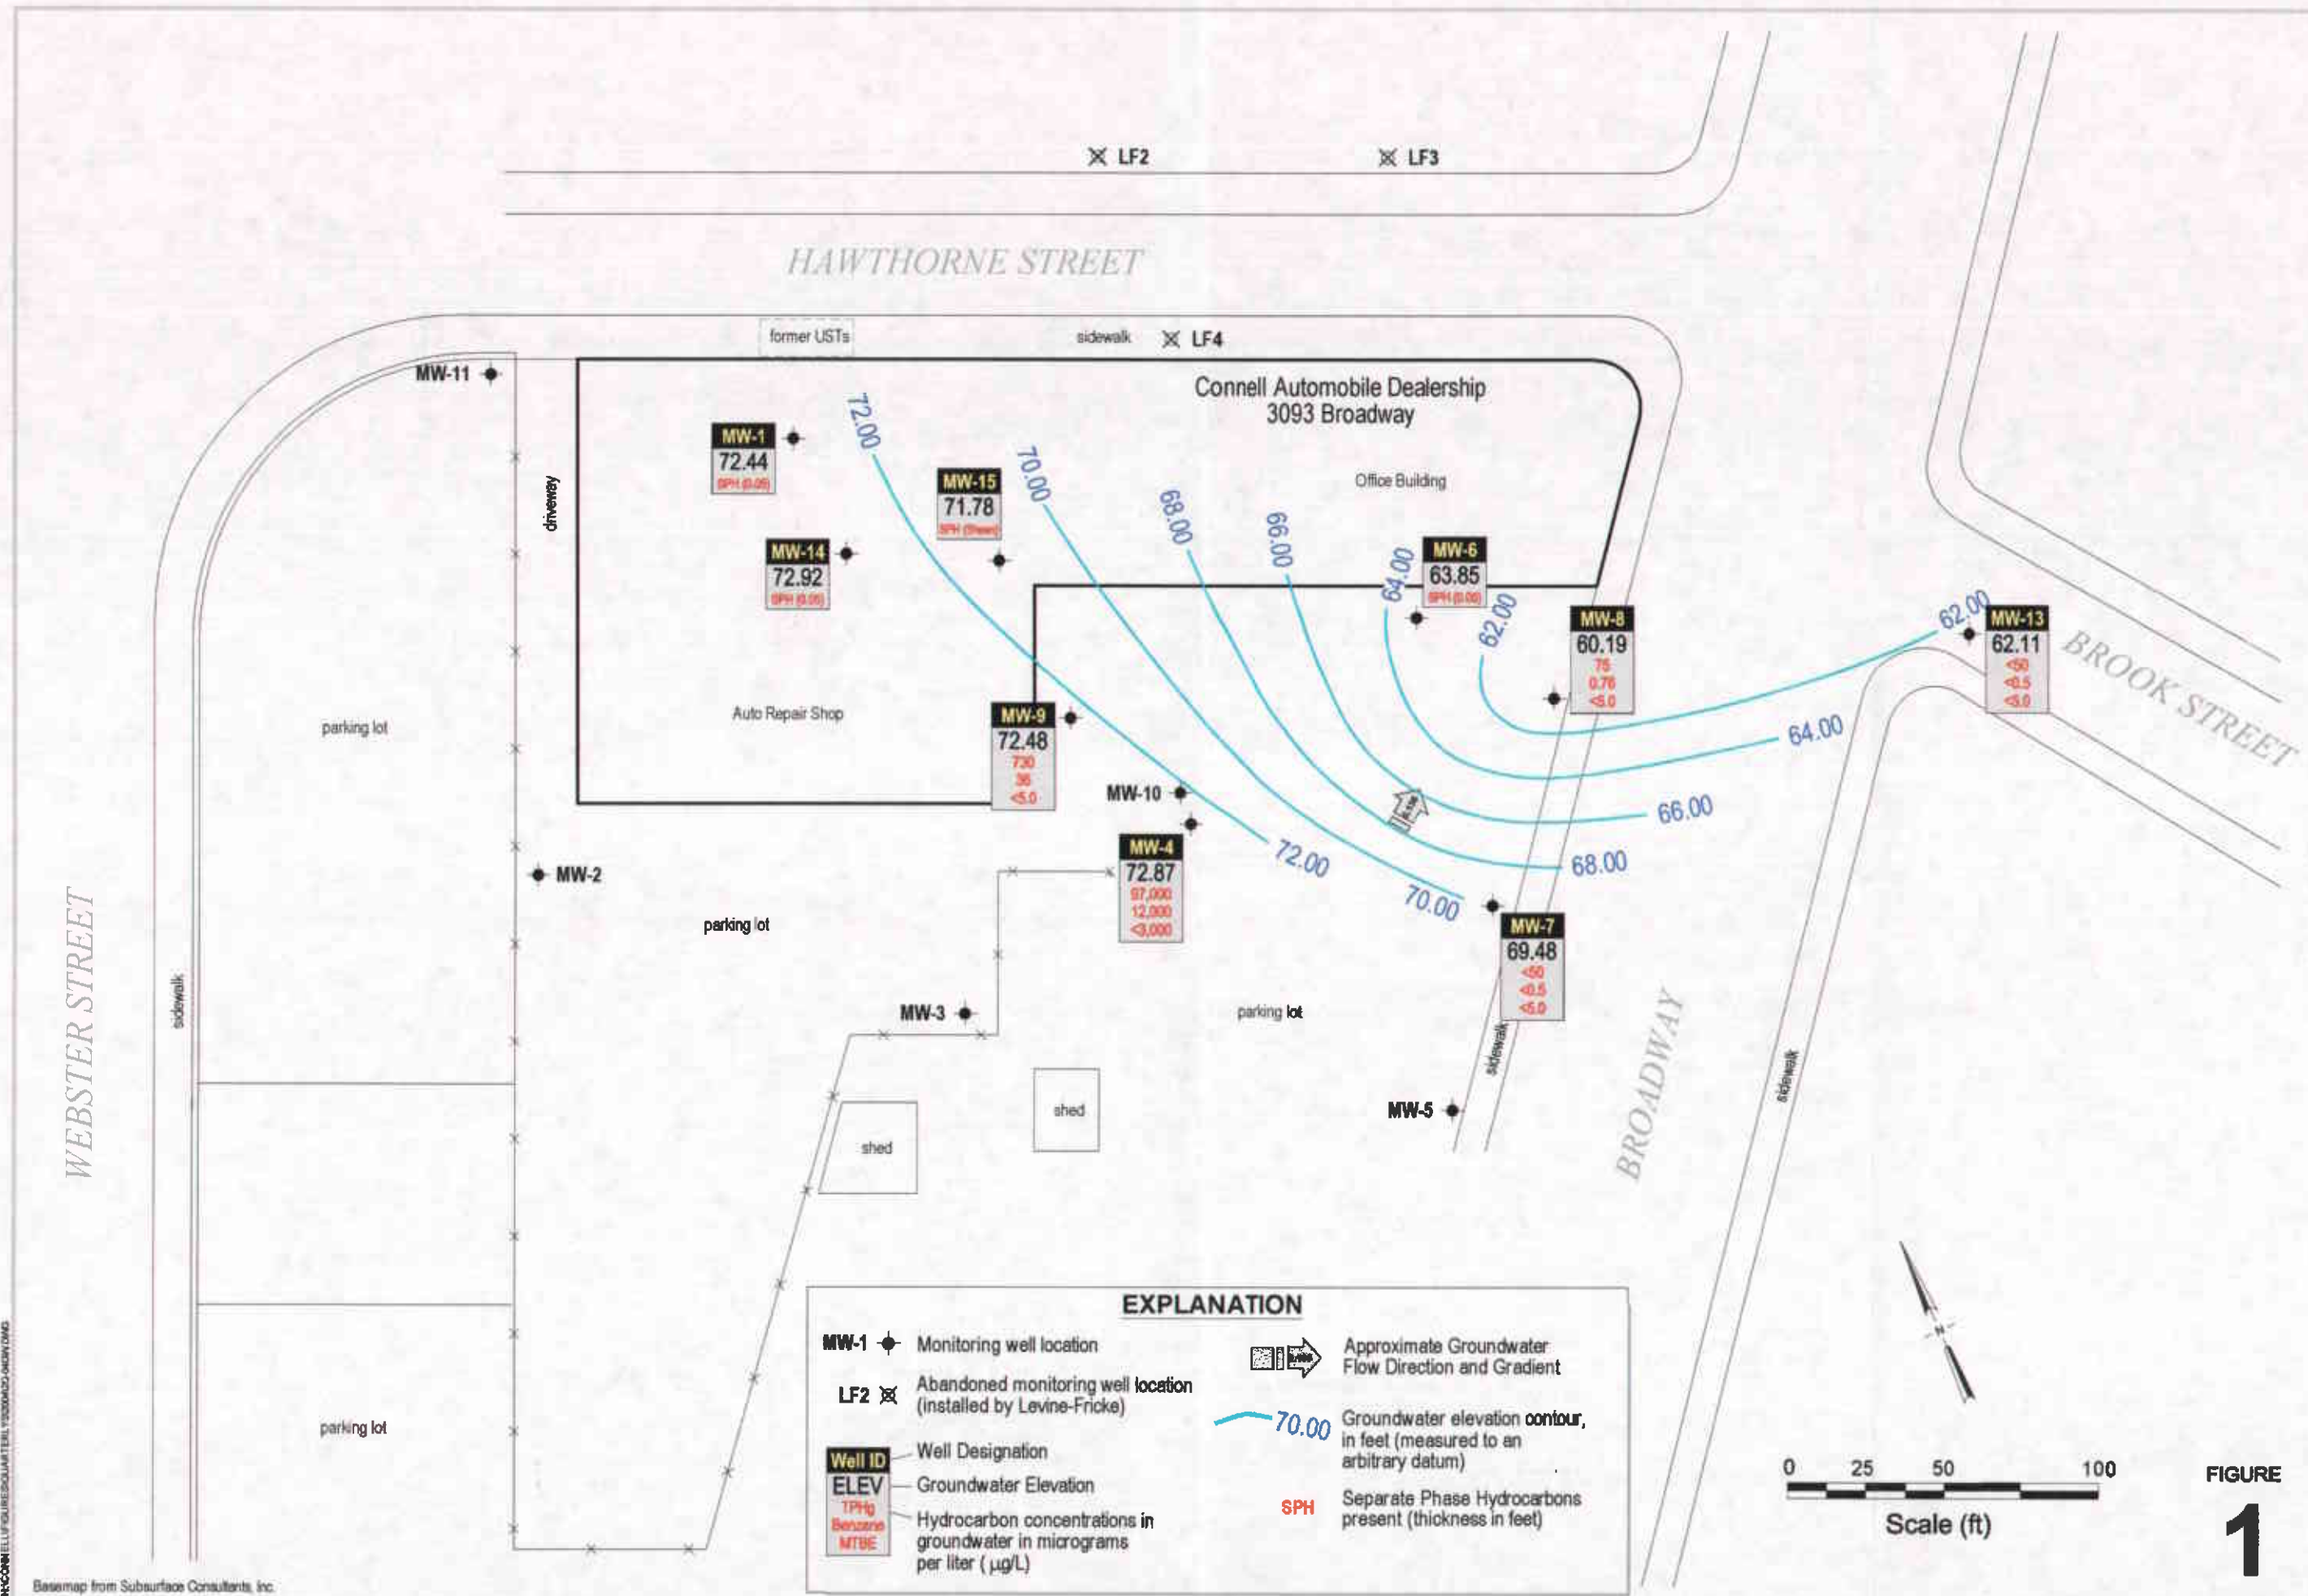 LF2
LF3
HAWTHORNE STREET
former USTs
sidewalk
LF4
MW-11
Connell Automobile Dealership
3093 Broadway
driveway
72.00
MW-1
72.44
SPH (0.05)
70.00
MW-15
71.78
SPH (Sheen)
Office Building
68.00
66.00
MW-14
72.92
SPH (0.05)
64.00
MW-6
63.85
62.00
MW-8
60.19
75
0.76
<5.0
62.00
MW-13
62.11
<50
<0.5
<5.0
BROOK STREET
parking lot
Auto Repair Shop
MW-9
72.48
730
36
<5.0
64.00
MW-10
66.00
MW-4
72.87
97,000
12,000
<3,000
72.00
68.00
MW-2
70.00
MW-7
69.48
<50
<0.5
<5.0
WEBSTER STREET
sidewalk
parking lot
MW-3
parking lot
sidewalk
BROADWAY
sidewalk
shed
MW-5
shed
parking lot
EXPLANATION
MW-1 Monitoring well location
LF2 Abandoned monitoring well location
(installed by Levine-Fricke)
Well ID Well Designation
ELEV Groundwater Elevation
TPHg
Benzene
MTBE
Hydrocarbon concentrations in
groundwater in micrograms
per liter (µg/L)
Approximate Groundwater
Flow Direction and Gradient
70.00 Groundwater elevation contour,
in feet (measured to an
arbitrary datum)
SPH Separate Phase Hydrocarbons
present (thickness in feet)
N
0 25 50 100
Scale (ft)
FIGURE
1
Basemap from Subsurface Consultants, Inc.